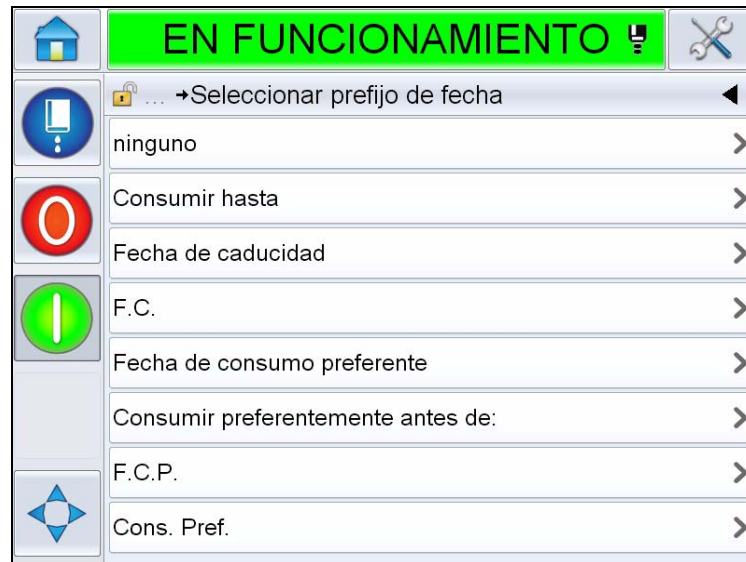 EN FUNCIONAMIENTO
... →Seleccionar prefijo de fecha
ninguno
Consumir hasta
Fecha de caducidad
F.C.
Fecha de consumo preferente
Consumir preferentemente antes de:
F.C.P.
Cons. Pref.